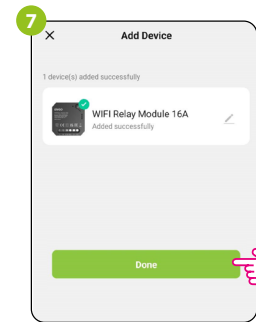 7
Add Device
1 device(s) added successfully
WIFI Relay Module 16A
Added successfully
Done